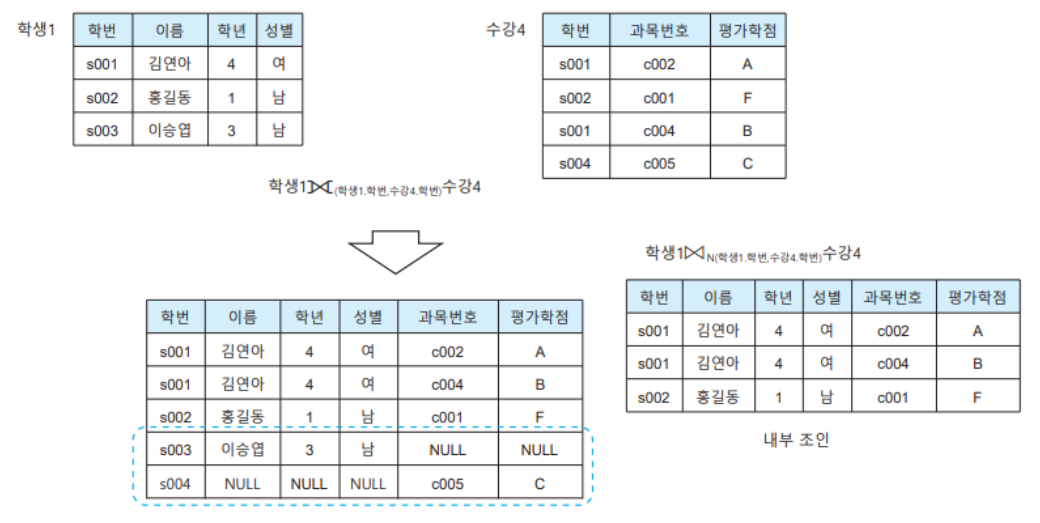 학생1
학번 이름 학년 성별
s001 김연아 4 여
s002 홍길동 1 남
s003 이승엽 3 남
수강4
학번 과목번호 평가학점
s001 c002 A
s002 c001 F
s001 c004 B
s004 c005 C
학생1⟗(학생1.학번,수강4.학번)수강4
학번 이름 학년 성별 과목번호 평가학점
s001 김연아 4 여 c002 A
s001 김연아 4 여 c004 B
s002 홍길동 1 남 c001 F
s003 이승엽 3 남 NULL NULL
s004 NULL NULL NULL c005 C
학생1⋈N(학생1.학번,수강4.학번)수강4
학번 이름 학년 성별 과목번호 평가학점
s001 김연아 4 여 c002 A
s001 김연아 4 여 c004 B
s002 홍길동 1 남 c001 F
내부 조인